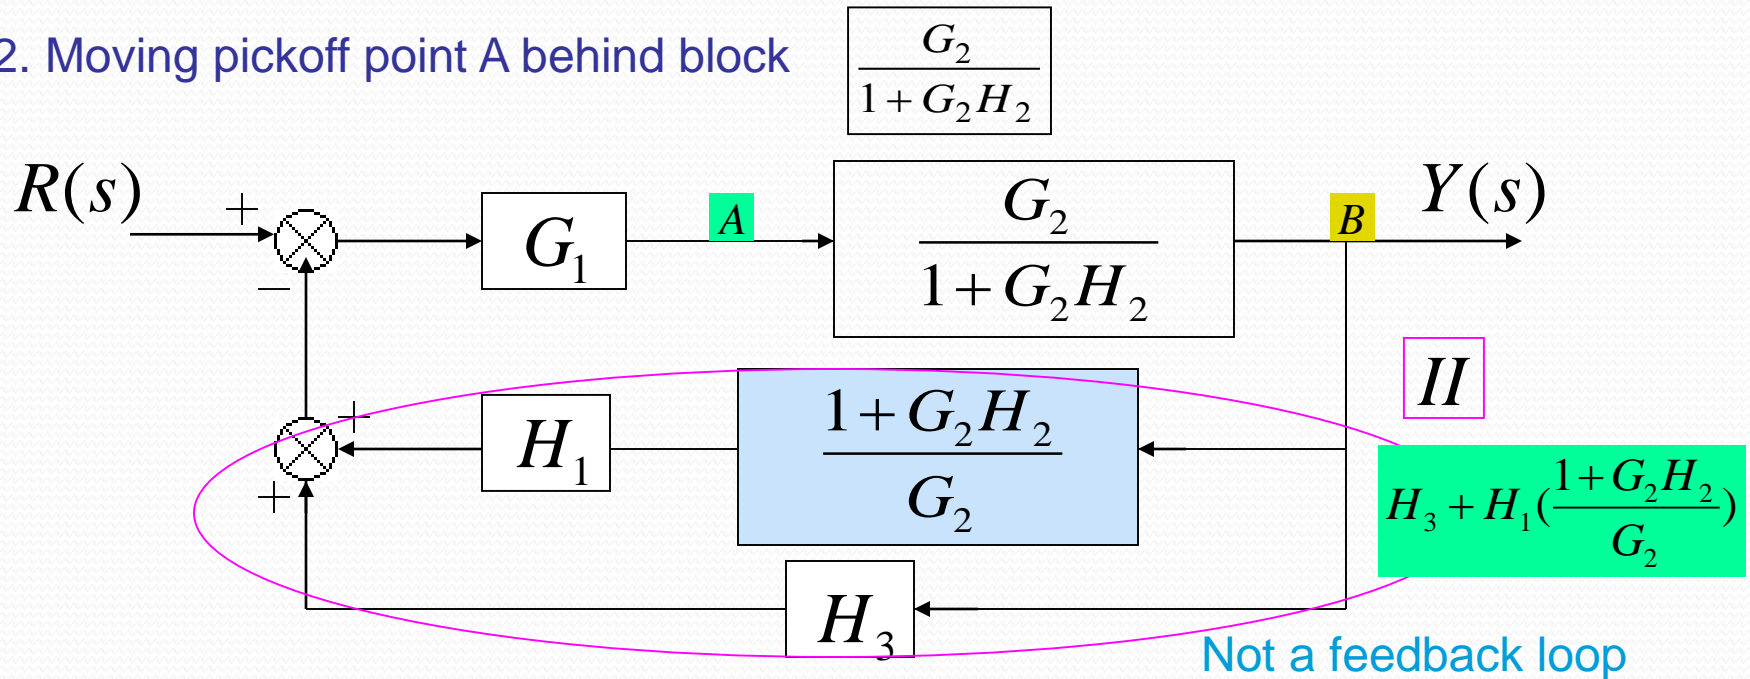 2. Moving pickoff point A behind block
G₂
1 + G₂H₂
R(s)
+
−
G₁
A
G₂
1 + G₂H₂
B
Y(s)
II
+
+
H₁
1 + G₂H₂
G₂
H₃ + H₁(1 + G₂H₂ / G₂)
H₃
Not a feedback loop